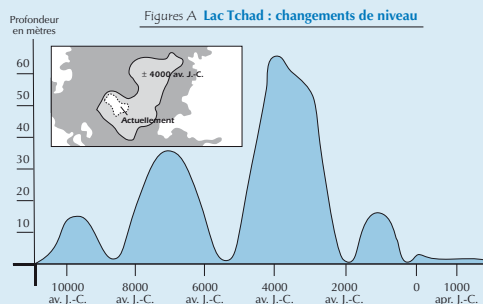 Figures A Lac Tchad : changements de niveau
Profondeur
en mètres
± 4000 av. J.-C.
Actuellement
60
50
40
30
20
10
10000 8000 6000 4000 2000 0 1000
av. J.-C. av. J.-C. av. J.-C. av. J.-C. av. J.-C. apr. J.-C.